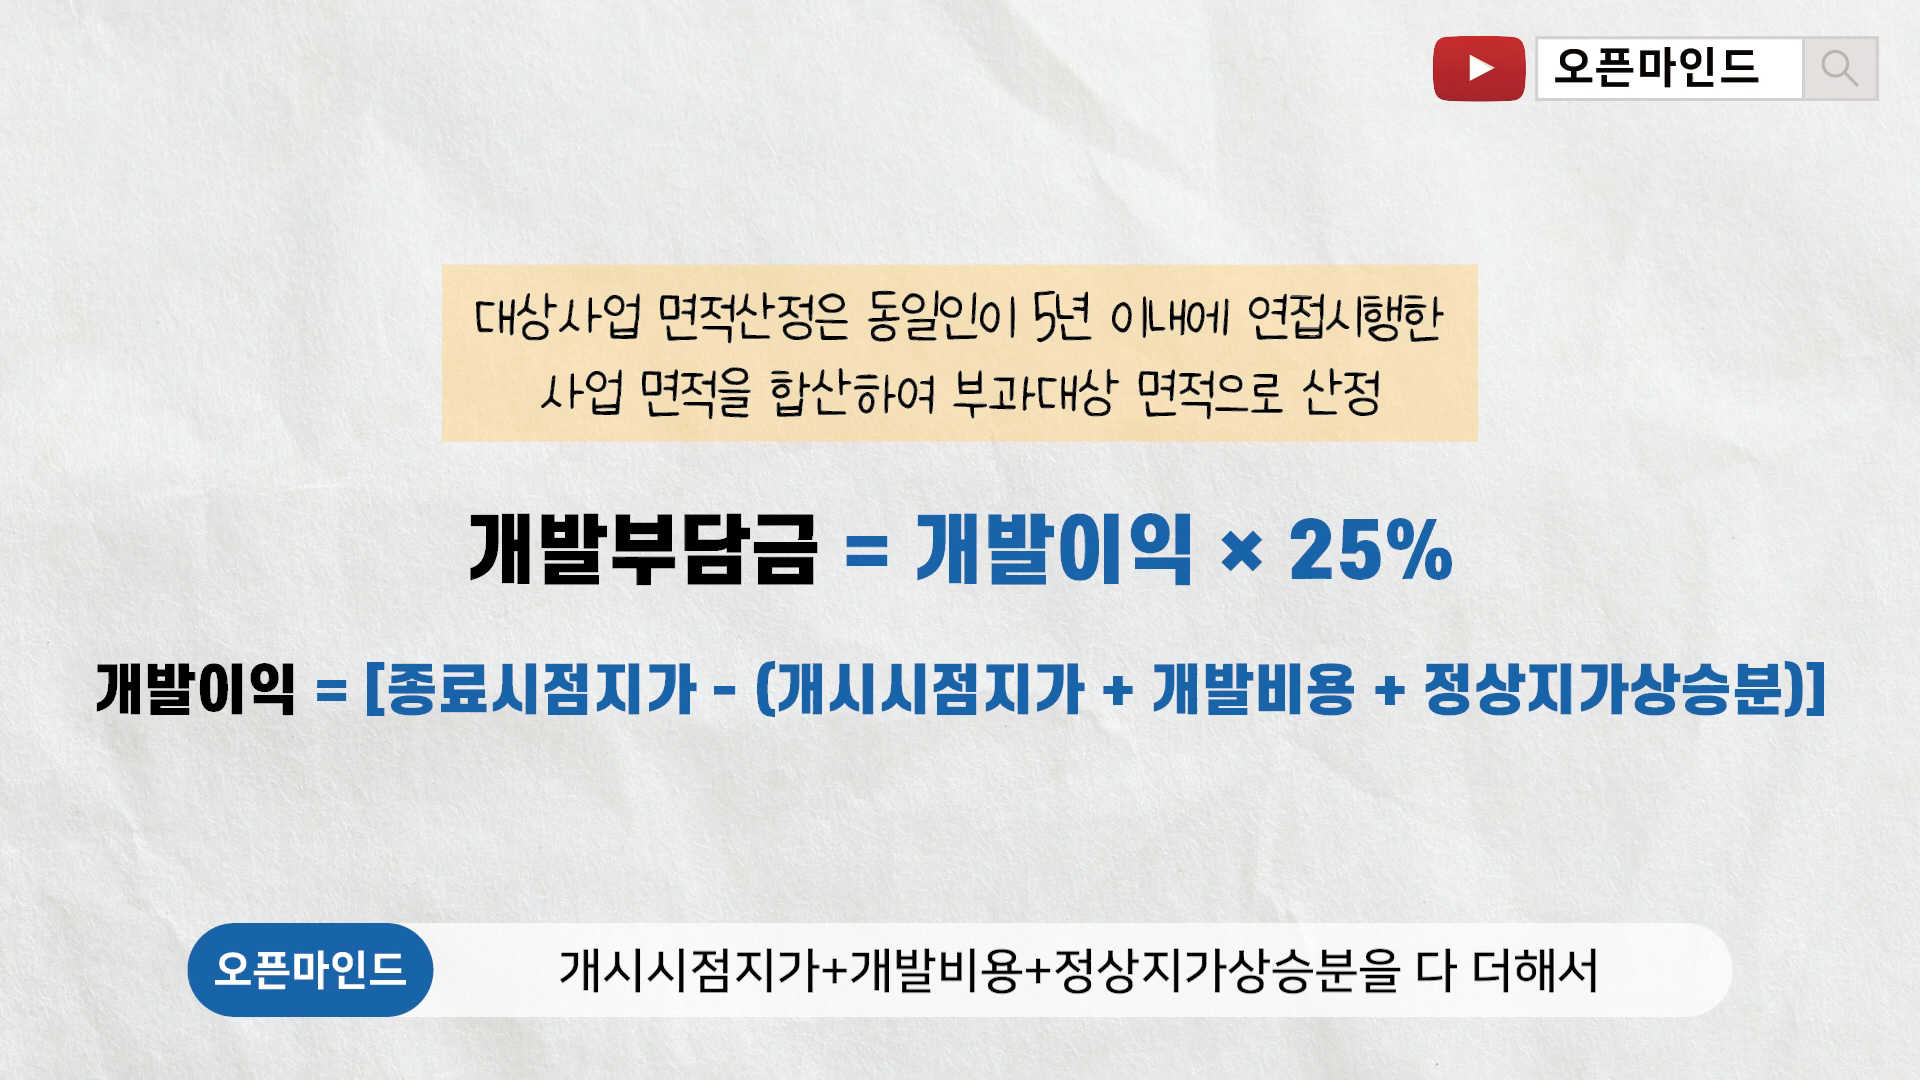 오픈마인드
대상사업 면적산정은 동일인이 5년 이내에 연접시행한
사업 면적을 합산하여 부과대상 면적으로 산정
개발부담금 = 개발이익 × 25%
개발이익 = [종료시점지가 - (개시시점지가 + 개발비용 + 정상지가상승분)]
오픈마인드 개시시점지가+개발비용+정상지가상승분을 다 더해서